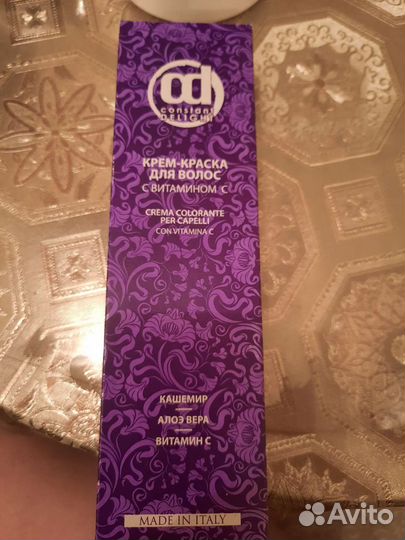 cd
constant
DELIGHT
КРЕМ-КРАСКА
ДЛЯ ВОЛОС
С ВИТАМИНОМ С
CREMA COLORANTE
PER CAPELLI
CON VITAMINA C
КАШЕМИР
АЛОЭ ВЕРА
ВИТАМИН С
MADE IN ITALY
Avito